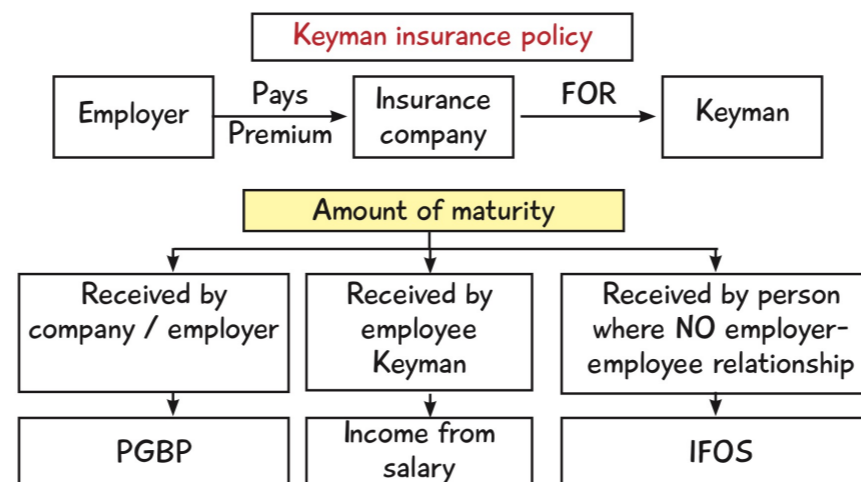 Keyman insurance policy
Employer
Pays
Premium
Insurance
company
FOR
Keyman
Amount of maturity
Received by
company / employer
Received by
employee
Keyman
Received by person
where NO employer-
employee relationship
PGBP
Income from
salary
IFOS